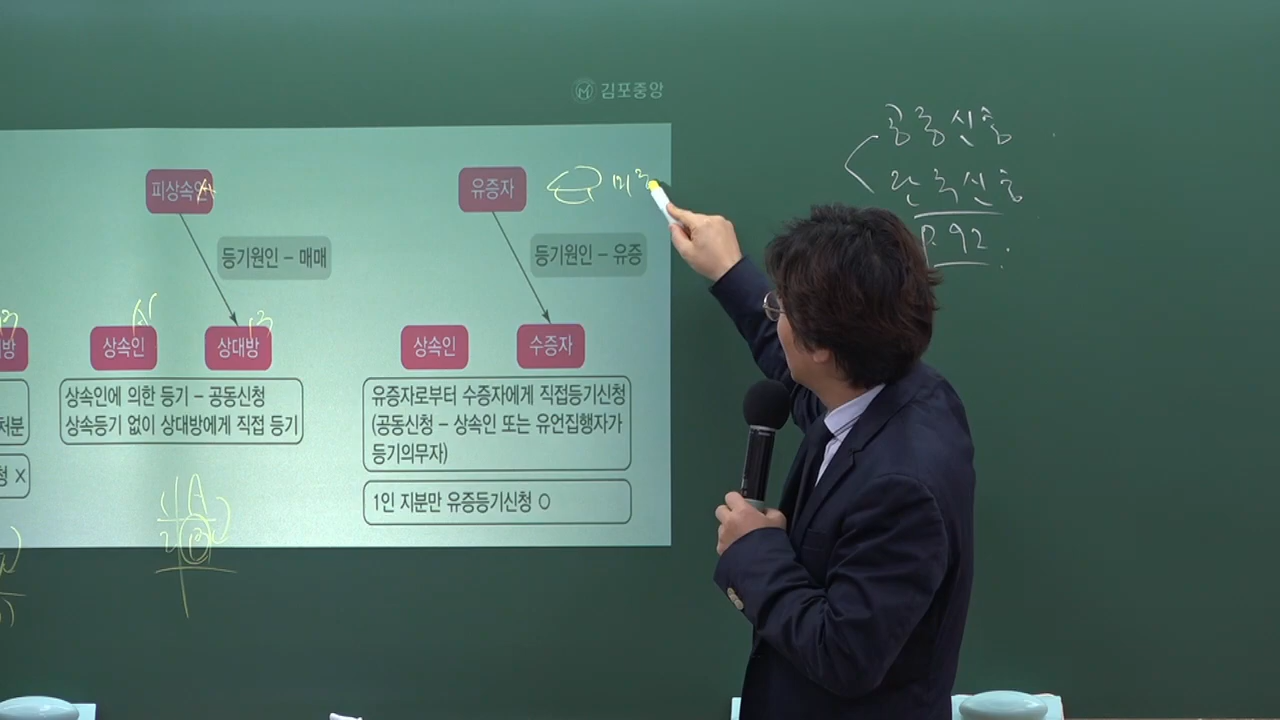 김포중앙
공동신청
단독신청
P.92.
피상속인 A
유증자
등기원인 – 매매
등기원인 – 유증
A
B
방
상속인
상대방
상속인
수증자
상속인에 의한 등기 – 공동신청
상속등기 없이 상대방에게 직접 등기
유증자로부터 수증자에게 직접등기신청
(공동신청 – 상속인 또는 유언집행자가
등기의무자)
처분
청 X
1인 지분만 유증등기신청 O
1 A
2 B